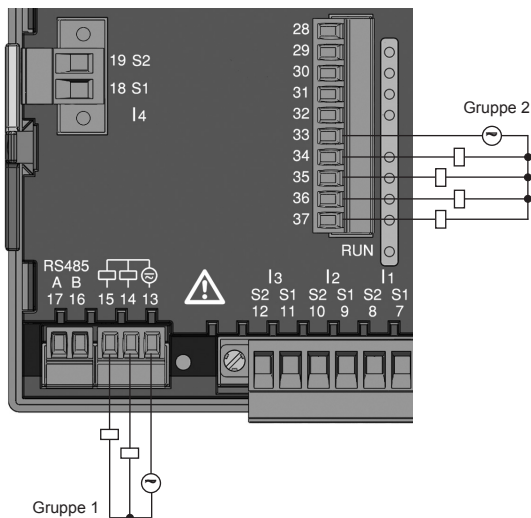 19 S2
18 S1
I4
28
29
30
31
32
33
34
35
36
37
RUN
Gruppe 2
RS485
A B
17 16 15 14 13
I3 I2 I1
S2 S1 S2 S1 S2 S1
12 11 10 9 8 7
Gruppe 1